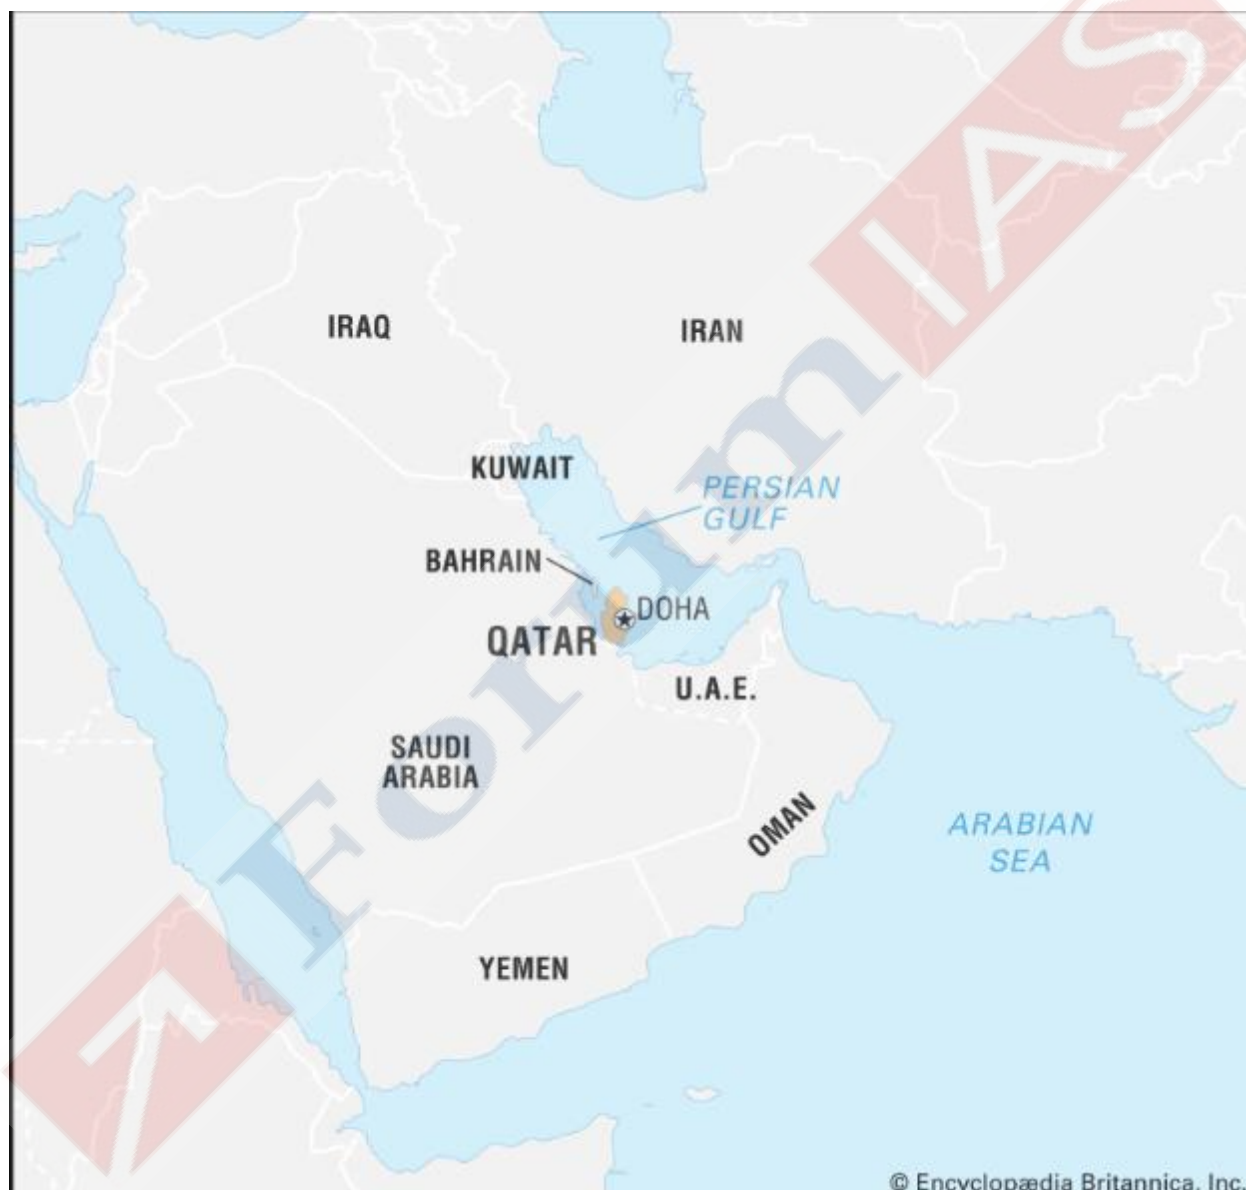 IRAQ
IRAN
KUWAIT
PERSIAN
GULF
BAHRAIN
DOHA
QATAR
U.A.E.
SAUDI
ARABIA
OMAN
ARABIAN
SEA
YEMEN
ForumIAS
© Encyclopædia Britannica, Inc.